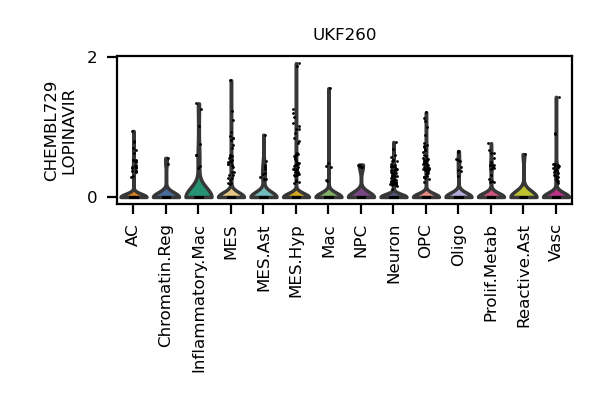 UKF260
CHEMBL729
LOPINAVIR
2
0
AC
Chromatin.Reg
Inflammatory.Mac
MES
MES.Ast
MES.Hyp
Mac
NPC
Neuron
OPC
Oligo
Prolif.Metab
Reactive.Ast
Vasc